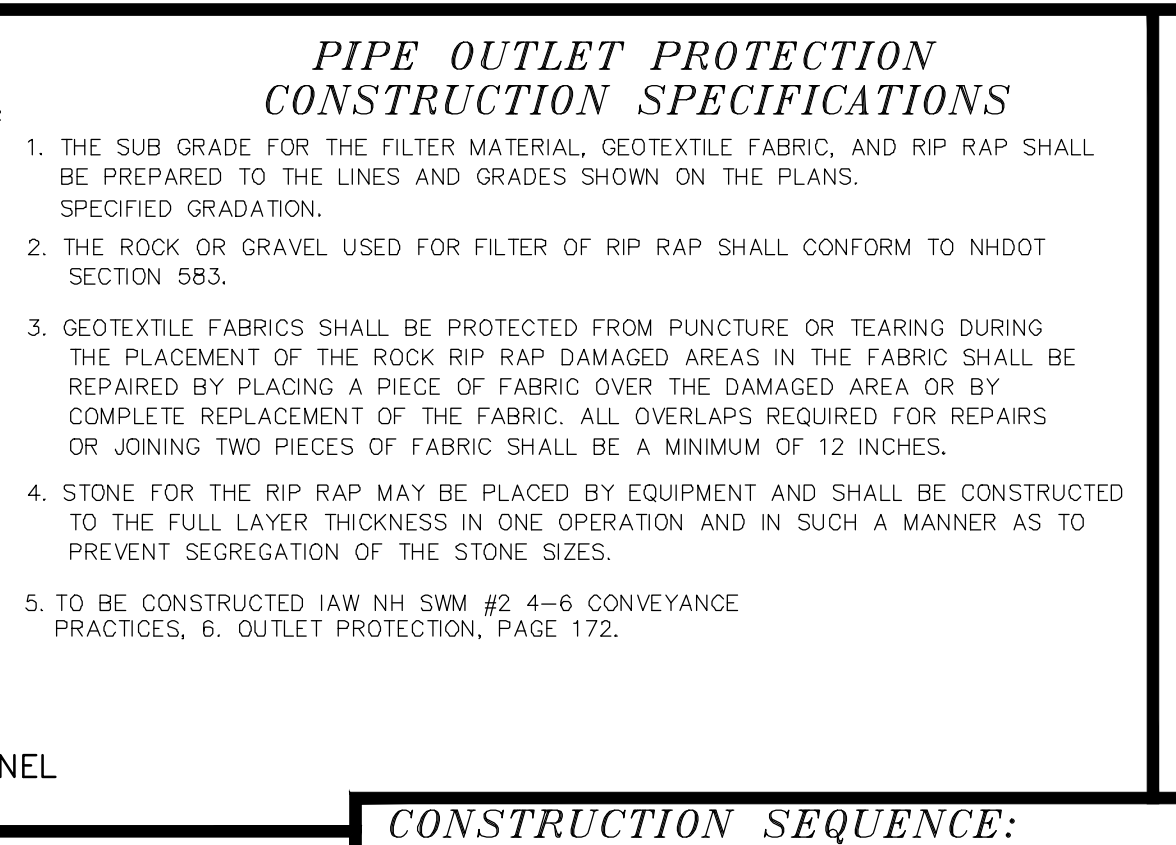 PIPE OUTLET PROTECTION
CONSTRUCTION SPECIFICATIONS
1. THE SUB GRADE FOR THE FILTER MATERIAL, GEOTEXTILE FABRIC, AND RIP RAP SHALL
BE PREPARED TO THE LINES AND GRADES SHOWN ON THE PLANS.
SPECIFIED GRADATION.
2. THE ROCK OR GRAVEL USED FOR FILTER OF RIP RAP SHALL CONFORM TO NHDOT
SECTION 583.
3. GEOTEXTILE FABRICS SHALL BE PROTECTED FROM PUNCTURE OR TEARING DURING
THE PLACEMENT OF THE ROCK RIP RAP DAMAGED AREAS IN THE FABRIC SHALL BE
REPAIRED BY PLACING A PIECE OF FABRIC OVER THE DAMAGED AREA OR BY
COMPLETE REPLACEMENT OF THE FABRIC. ALL OVERLAPS REQUIRED FOR REPAIRS
OR JOINING TWO PIECES OF FABRIC SHALL BE A MINIMUM OF 12 INCHES.
4. STONE FOR THE RIP RAP MAY BE PLACED BY EQUIPMENT AND SHALL BE CONSTRUCTED
TO THE FULL LAYER THICKNESS IN ONE OPERATION AND IN SUCH A MANNER AS TO
PREVENT SEGREGATION OF THE STONE SIZES.
5. TO BE CONSTRUCTED IAW NH SWM #2 4-6 CONVEYANCE
PRACTICES, 6. OUTLET PROTECTION, PAGE 172.
NEL
CONSTRUCTION SEQUENCE: